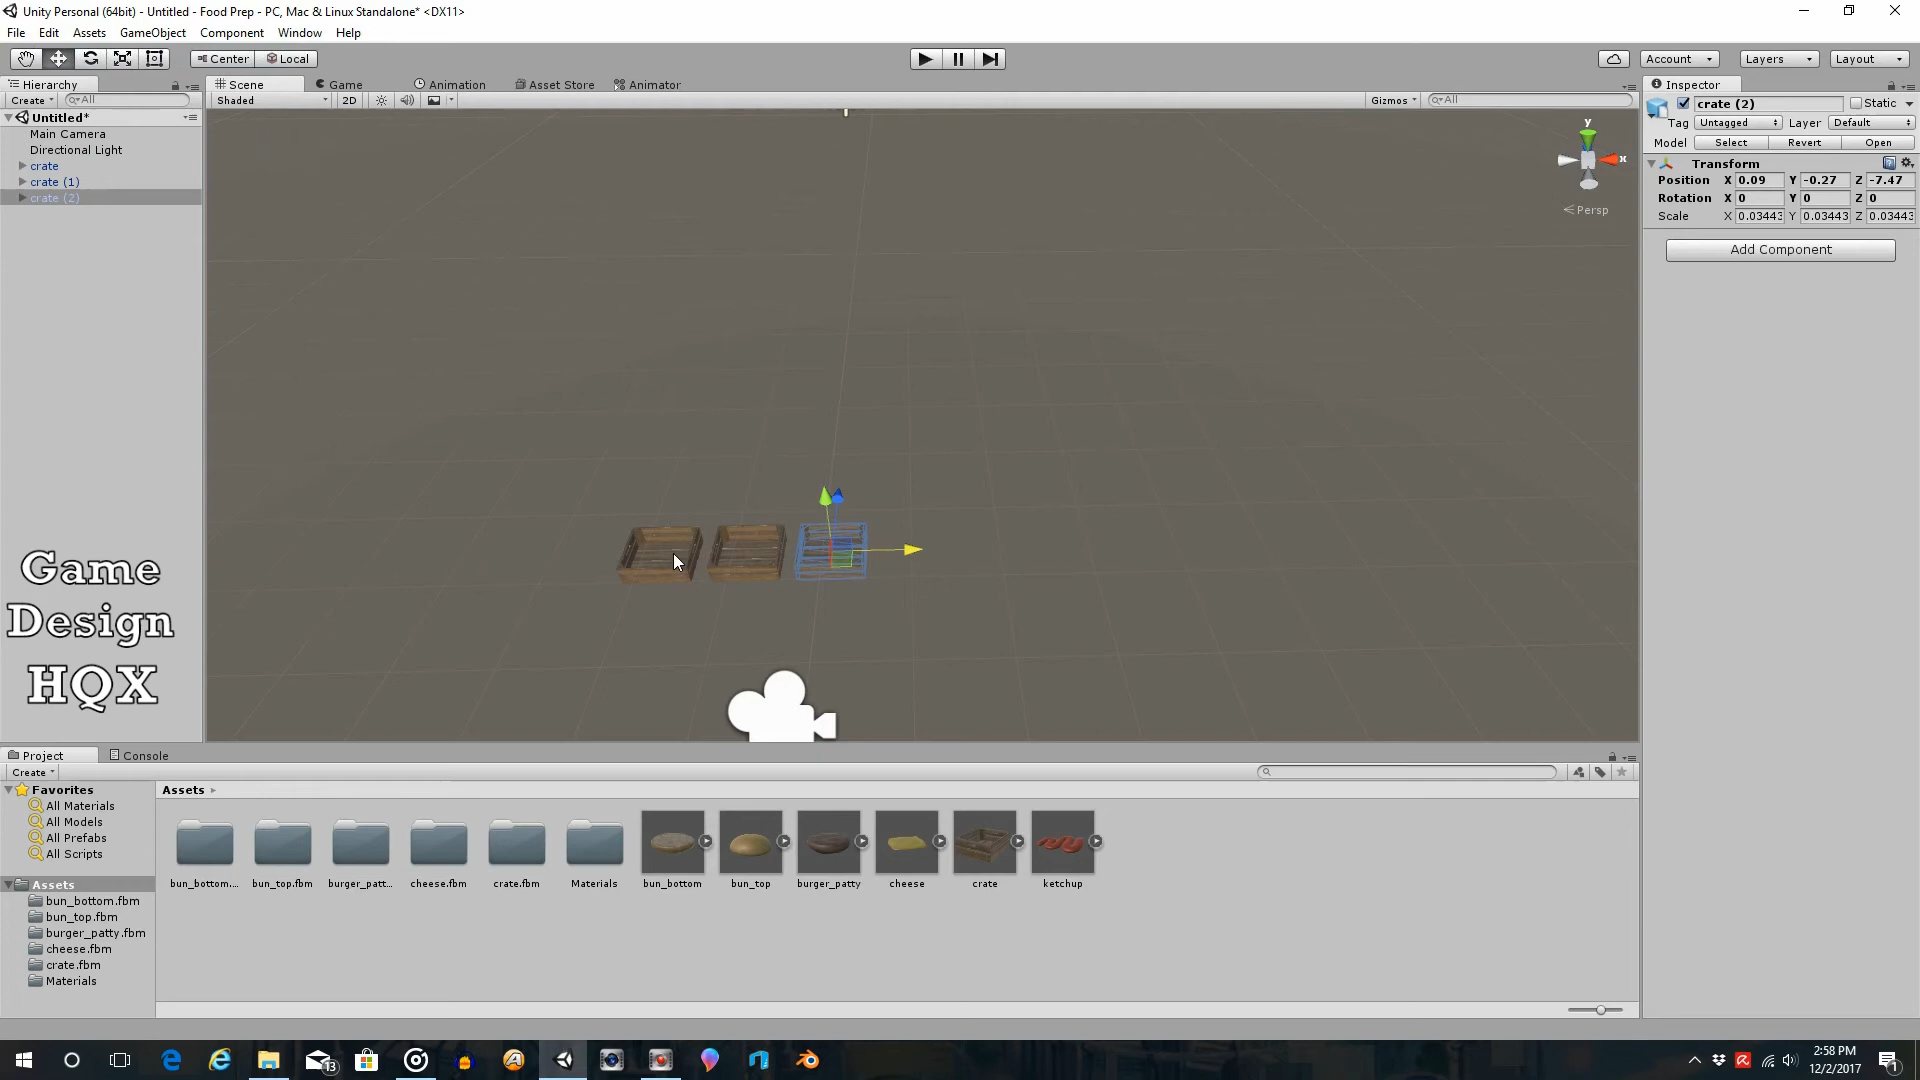 Unity Personal (64bit) - Untitled - Food Prep - PC, Mac & Linux Standalone* <DX11>
File Edit Assets GameObject Component Window Help
Center Local Account Layers Layout
Hierarchy Scene Game Animation Asset Store Animator Inspector
Create All Shaded 2D Gizmos All crate (2) Static
Untitled*
Tag Untagged Layer Default
Main Camera
Model Select Revert Open
Directional Light
crate
Transform
crate (1)
Position X 0.09 Y -0.27 Z -7.47
crate (2)
Rotation X 0 Y 0 Z 0
Scale X 0.03443 Y 0.03443 Z 0.03443
y
x
Persp
Add Component
Game
Design
HQX
Project Console
Create
Favorites
Assets
All Materials
All Models
All Prefabs
All Scripts
bun_bottom.... bun_top.fbm burger_patt... cheese.fbm crate.fbm Materials bun_bottom bun_top burger_patty cheese crate ketchup
Assets
bun_bottom.fbm
bun_top.fbm
burger_patty.fbm
cheese.fbm
crate.fbm
Materials
13
2:58 PM
12/2/2017
1